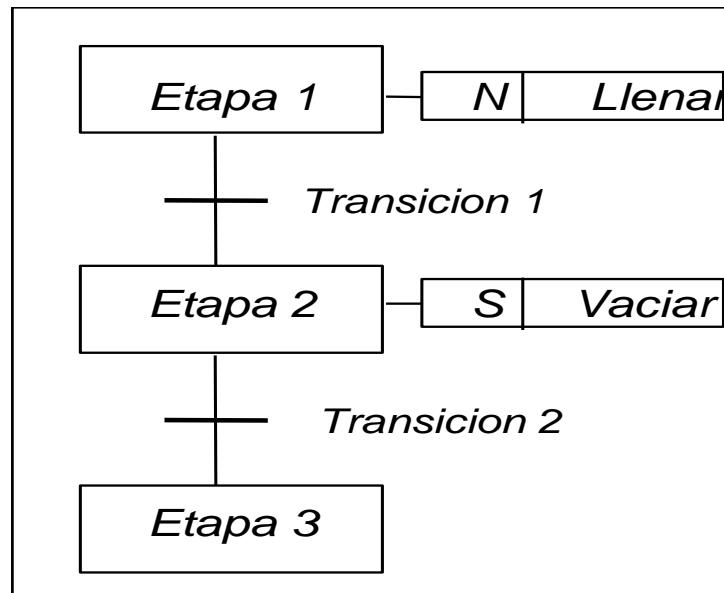 Etapa 1 N Llenar
Transicion 1
Etapa 2 S Vaciar
Transicion 2
Etapa 3